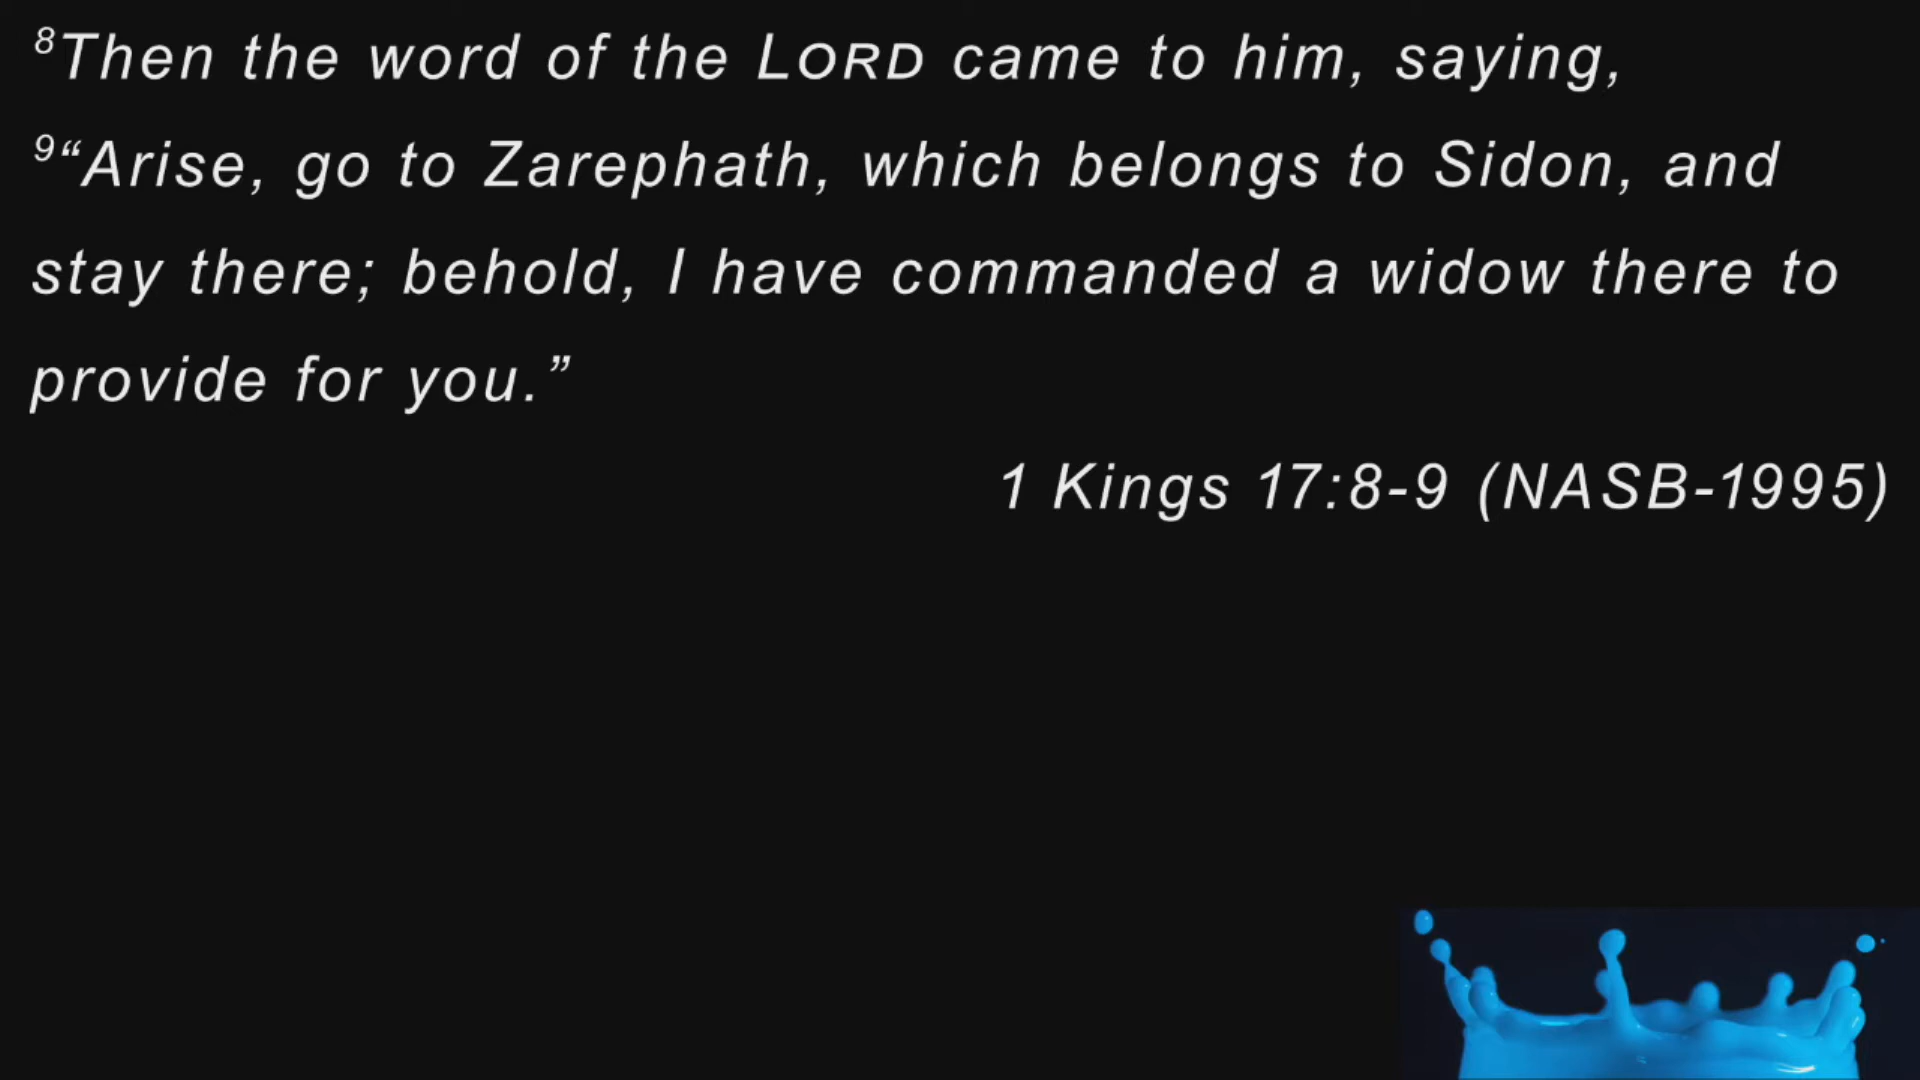 ⁸Then the word of the LORD came to him, saying,
⁹“Arise, go to Zarephath, which belongs to Sidon, and
stay there; behold, I have commanded a widow there to
provide for you.”
1 Kings 17:8-9 (NASB-1995)